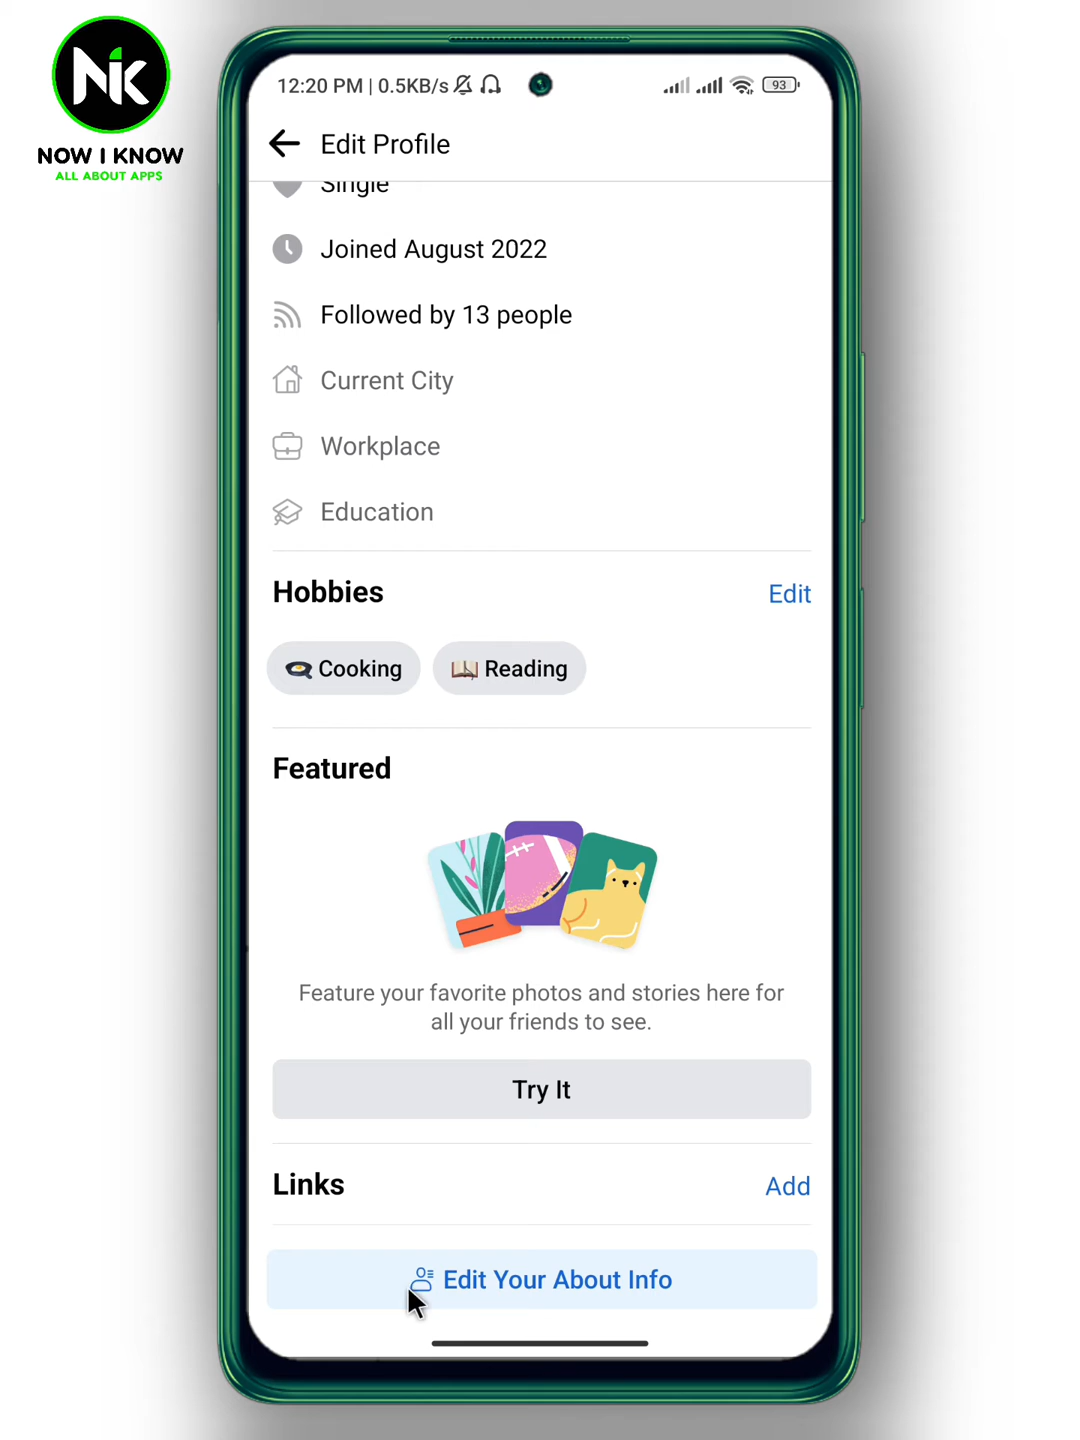 NIK
NOW I KNOW
ALL ABOUT APPS
12:20 PM | 0.5KB/s
93
Edit Profile
Single
Joined August 2022
Followed by 13 people
Current City
Workplace
Education
Hobbies
Edit
Cooking
Reading
Featured
Feature your favorite photos and stories here for
all your friends to see.
Try It
Links
Add
Edit Your About Info